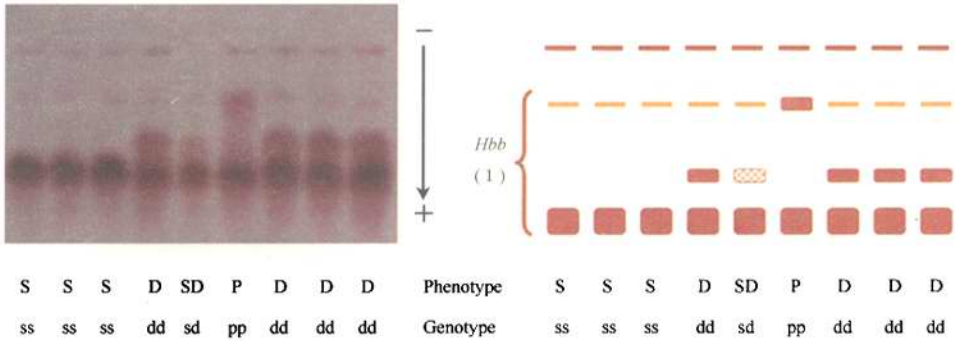 −
Hbb
( 1 )
+
S S S D SD P D D D Phenotype S S S D SD P D D D
ss ss ss dd sd pp dd dd dd Genotype ss ss ss dd sd pp dd dd dd